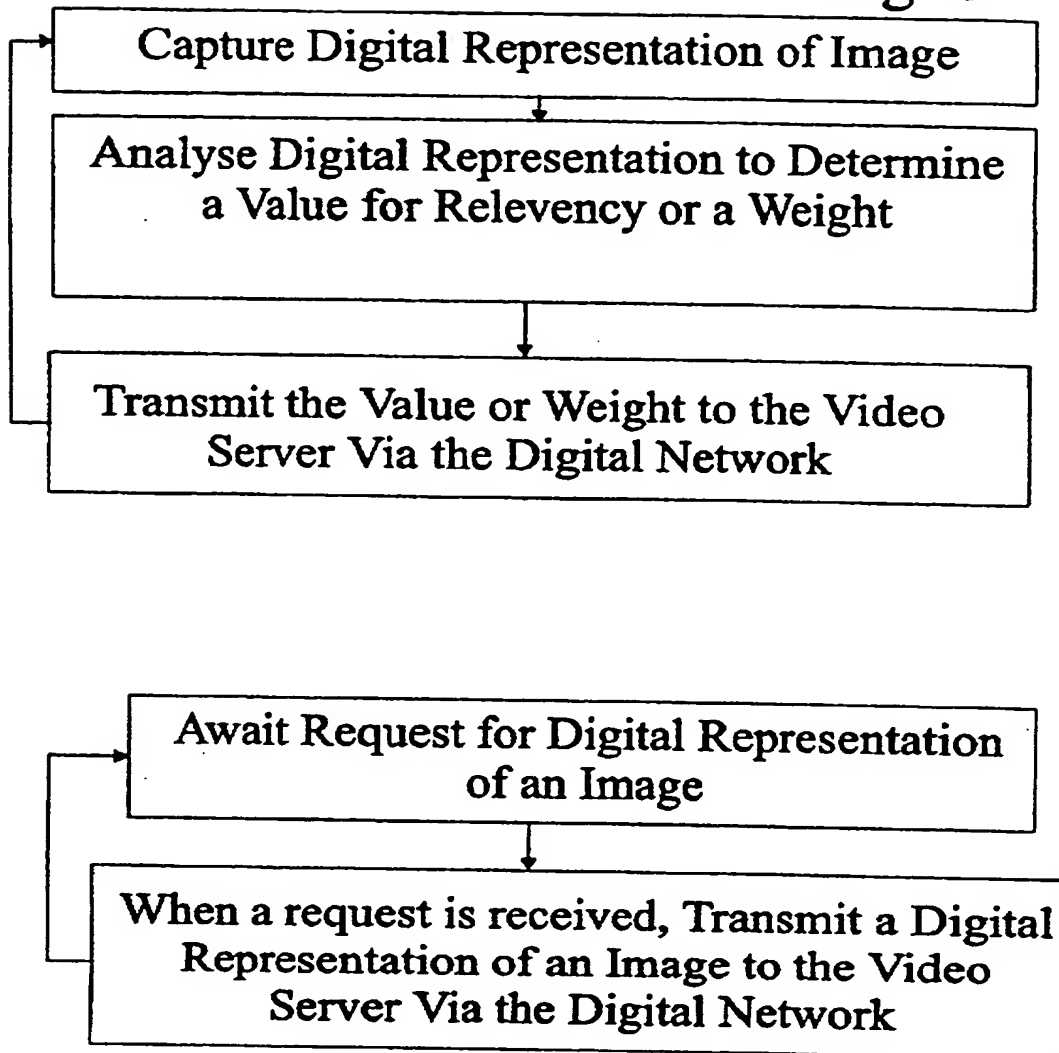 Capture Digital Representation of Image
Analyse Digital Representation to Determine
a Value for Relevency or a Weight
Transmit the Value or Weight to the Video
Server Via the Digital Network
Await Request for Digital Representation
of an Image
When a request is received, Transmit a Digital
Representation of an Image to the Video
Server Via the Digital Network